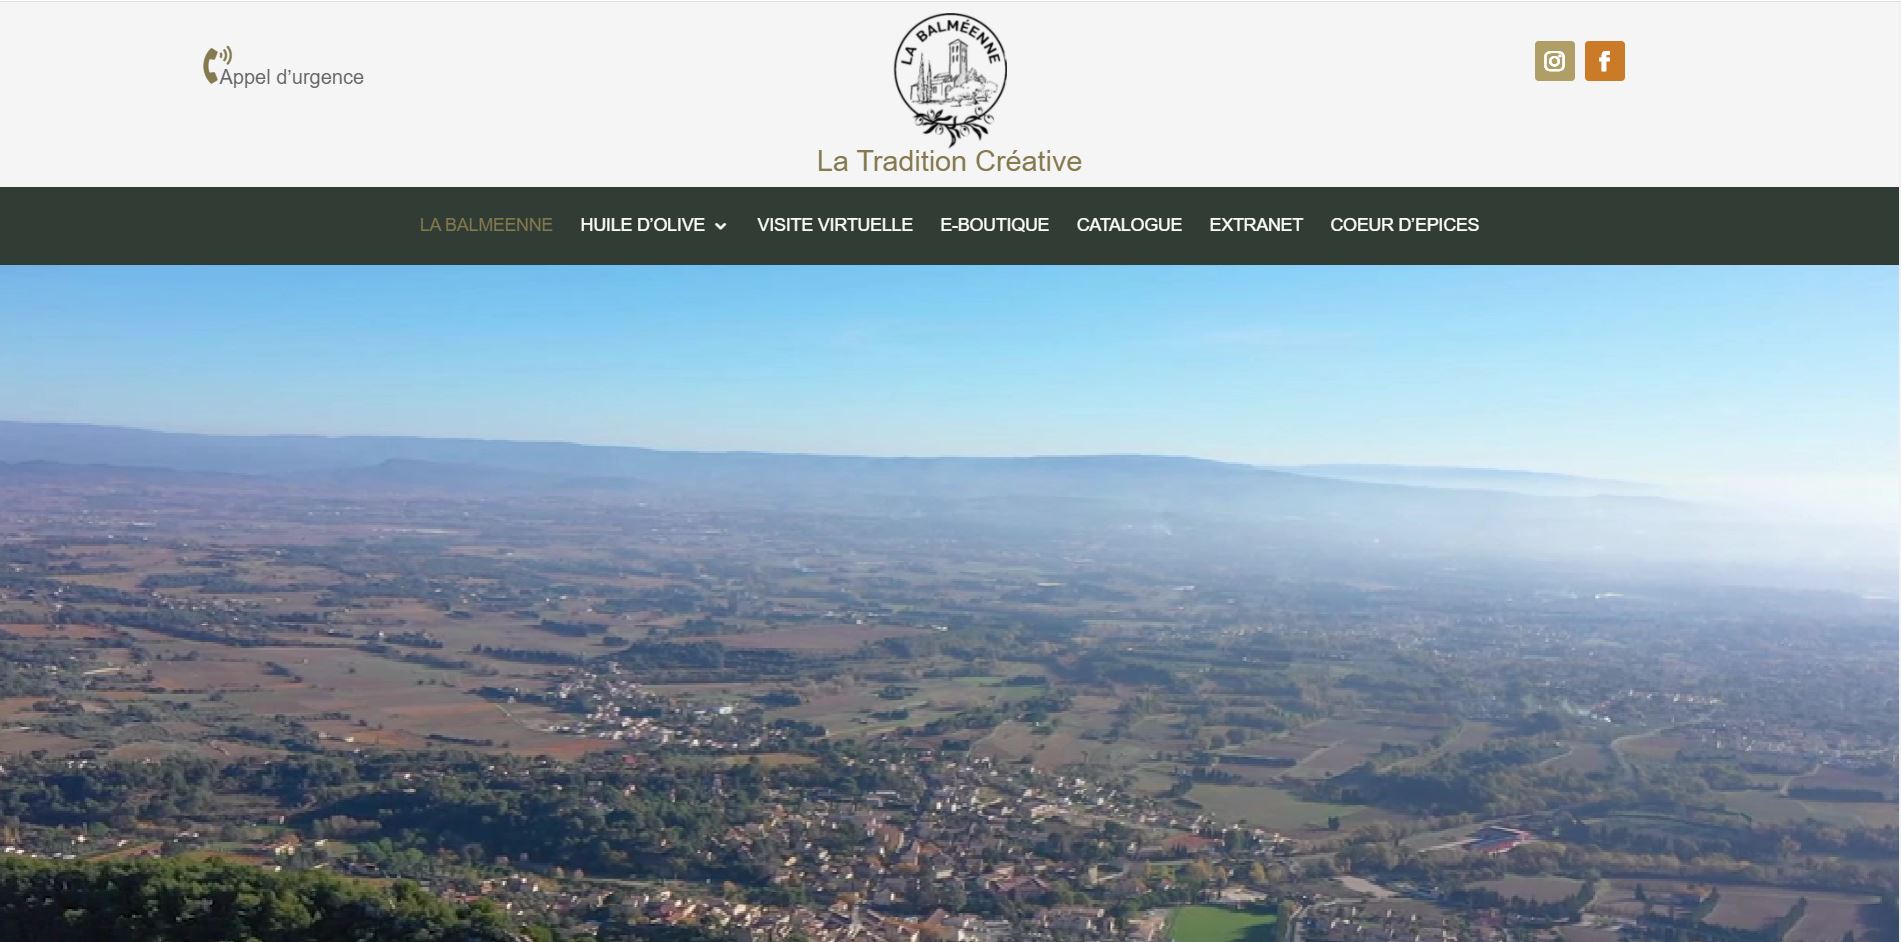 Appel d’urgence
LA BALMÉENNE
La Tradition Créative
LA BALMEENNE HUILE D’OLIVE VISITE VIRTUELLE E-BOUTIQUE CATALOGUE EXTRANET COEUR D’EPICES